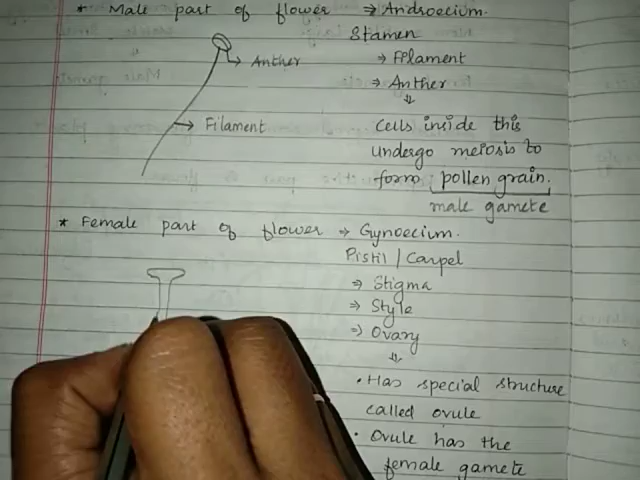 * Male part of flower ⇒ Androecium.
Stamen
→ Anther
⇒ Filament
⇒ Anther
⇓
→ Filament
Cells inside this
undergo meiosis to
form pollen grain.
male gamete
* Female part of flower → Gynoecium.
Pistil / Carpel
⇒ Stigma
⇒ Style
⇒ Ovary
⇓
• Has special structure
called ovule
• Ovule has the
female gamete